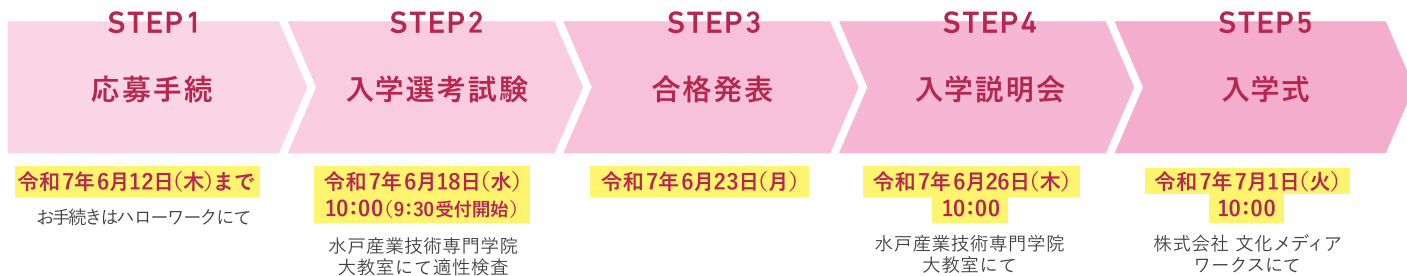 STEP1
応募手続
令和7年6月12日(木)まで
お手続きはハローワークにて
STEP2
入学選考試験
令和7年6月18日(水)
10:00(9:30受付開始)
水戸産業技術専門学院
大教室にて適性検査
STEP3
合格発表
令和7年6月23日(月)
STEP4
入学説明会
令和7年6月26日(木)
10:00
水戸産業技術専門学院
大教室にて
STEP5
入学式
令和7年7月1日(火)
10:00
株式会社 文化メディア
ワークスにて